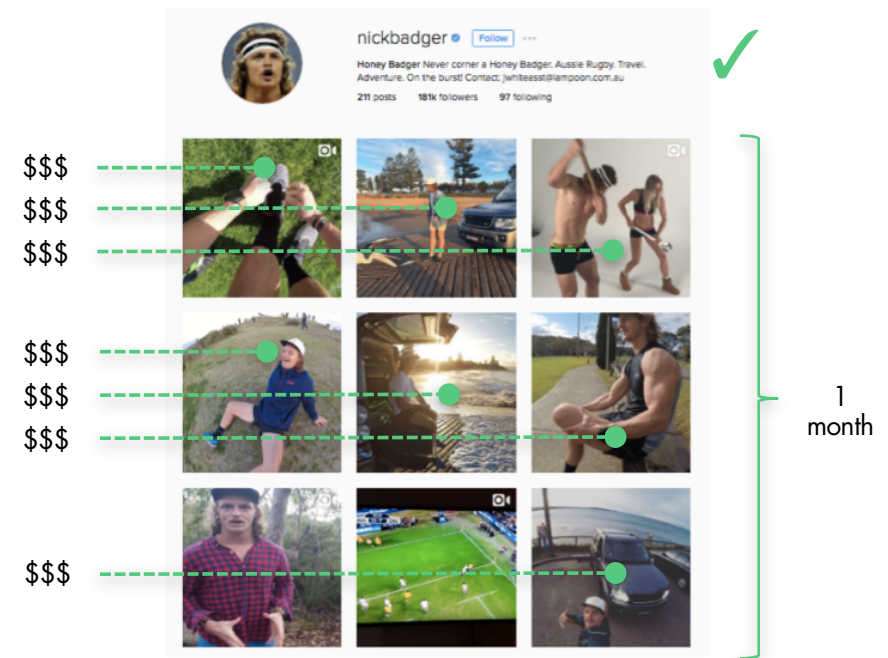 nickbadger Follow
Honey Badger Never corner a Honey Badger. Aussie Rugby. Travel.
Adventure. On the burst! Contact: jwhiteasst@lampoon.com.au
211 posts 181k followers 97 following
$$$
$$$
$$$
$$$
$$$
$$$
1
month
$$$